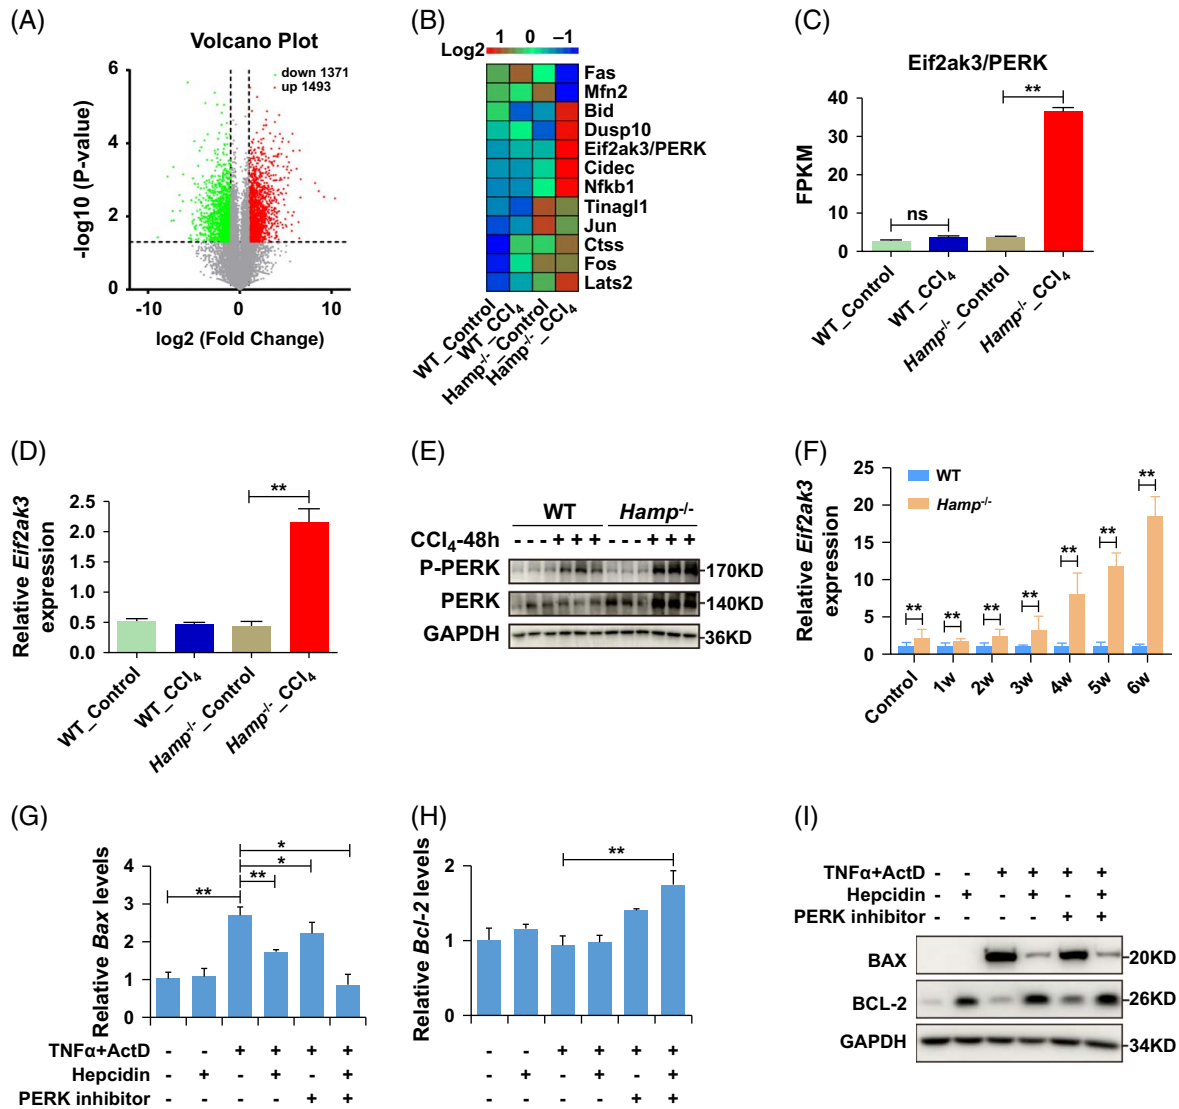 (A)
Volcano Plot
down 1371
up 1493
-log10 (P-value)
6
4
2
0
-10
0
10
log2 (Fold Change)
(B)
Log2
1 0 –1
Fas
Mfn2
Bid
Dusp10
Eif2ak3/PERK
Cidec
Nfkb1
Tinagl1
Jun
Ctss
Fos
Lats2
WT_Control
WT_CCl4
Hamp-/-_Control
Hamp-/-_CCl4
(C)
Eif2ak3/PERK
FPKM
40
30
20
10
0
ns
**
WT_Control
WT_CCl4
Hamp-/-_Control
Hamp-/-_CCl4
(D)
Relative Eif2ak3
expression
2.5
2.0
1.5
1.0
0.5
0.0
**
WT_Control
WT_CCl4
Hamp-/-_Control
Hamp-/-_CCl4
(E)
WT Hamp-/-
CCl4-48h - - - + + + - - - + + +
P-PERK 170KD
PERK 140KD
GAPDH 36KD
(F)
Relative Eif2ak3
expression
25
20
15
10
5
0
WT
Hamp-/-
** ** ** ** ** ** **
Control 1w 2w 3w 4w 5w 6w
(G)
Relative Bax levels
4
3
2
1
0
*
*
** **
TNFα+ActD - - + + + +
Hepcidin - + - + - +
PERK inhibitor - - - - + +
(H)
Relative Bcl-2 levels
2
1
0
**
- - + + + +
- + - + - +
- - - - + +
(I)
TNFα+ActD - - + + + +
Hepcidin - + - + - +
PERK inhibitor - - - - + +
BAX 20KD
BCL-2 26KD
GAPDH 34KD